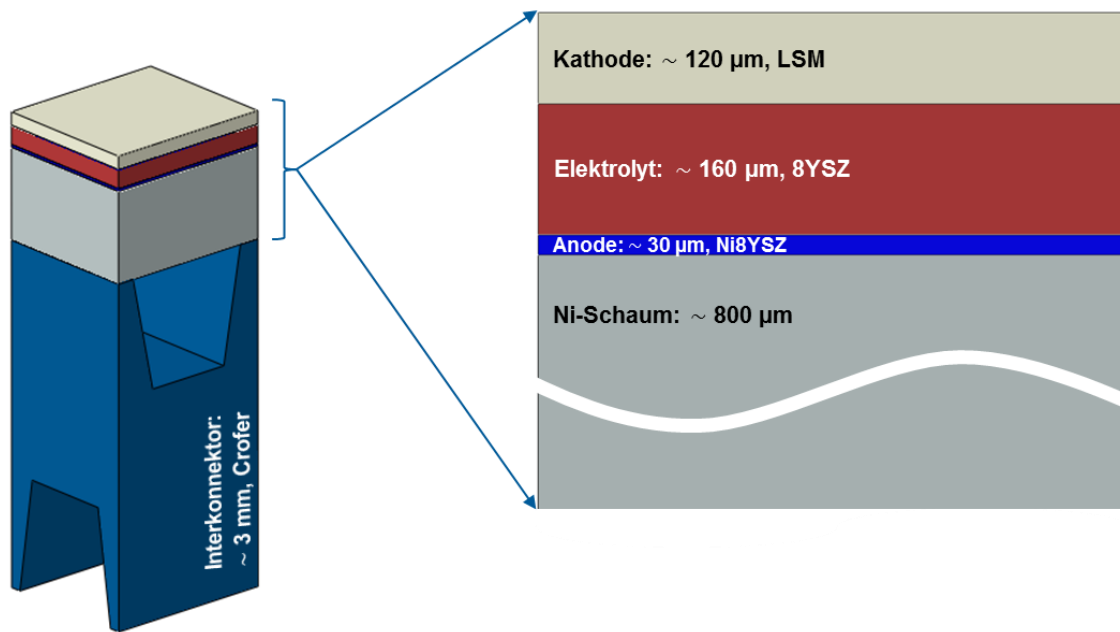 Kathode: ~ 120 µm, LSM
Elektrolyt: ~ 160 µm, 8YSZ
Anode: ~ 30 µm, Ni8YSZ
Ni-Schaum: ~ 800 µm
Interkonnektor:
~ 3 mm, Crofer